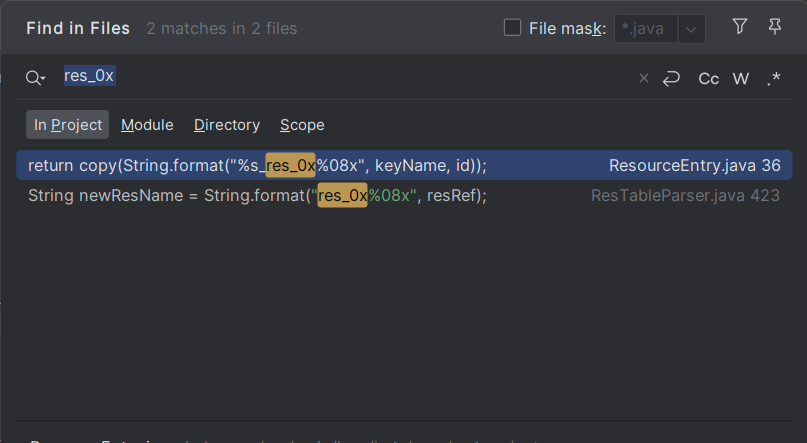 Find in Files 2 matches in 2 files File mask: *.java
res_0x Cc W .*
In Project Module Directory Scope
return copy(String.format("%s_res_0x%08x", keyName, id)); ResourceEntry.java 36
String newResName = String.format("res_0x%08x", resRef); ResTableParser.java 423